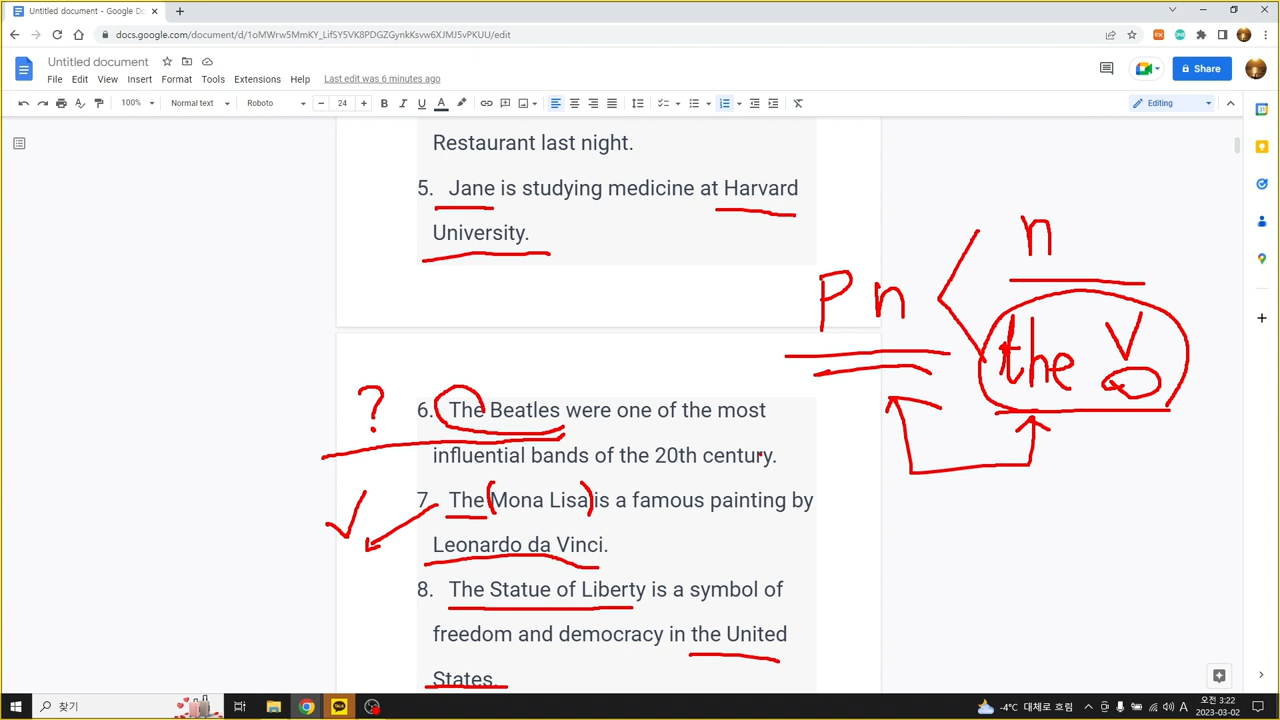 Untitled document - Google Do
docs.google.com/document/d/1oMWrw5MmKY_LifSY5VK8PDGZGynkKsvw6XJMJ5vPKUU/edit
Untitled document
File Edit View Insert Format Tools Extensions Help Last edit was 6 minutes ago
Share
100% Normal text Roboto 24 B I U A Editing
Restaurant last night.
5. Jane is studying medicine at Harvard
University.
n
Pn
the V
?
6. The Beatles were one of the most
influential bands of the 20th century.
7. The (Mona Lisa) is a famous painting by
Leonardo da Vinci.
8. The Statue of Liberty is a symbol of
freedom and democracy in the United
States.
찾기
-4°C 대체로 흐림 A 오전 3:22
2023-03-02